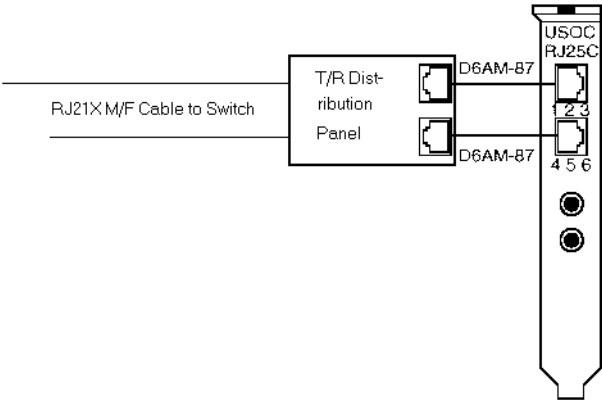 USOC
RJ25C
D6AM-87
T/R Dist-
ribution
Panel
RJ21X M/F Cable to Switch
1 2 3
D6AM-87
4 5 6